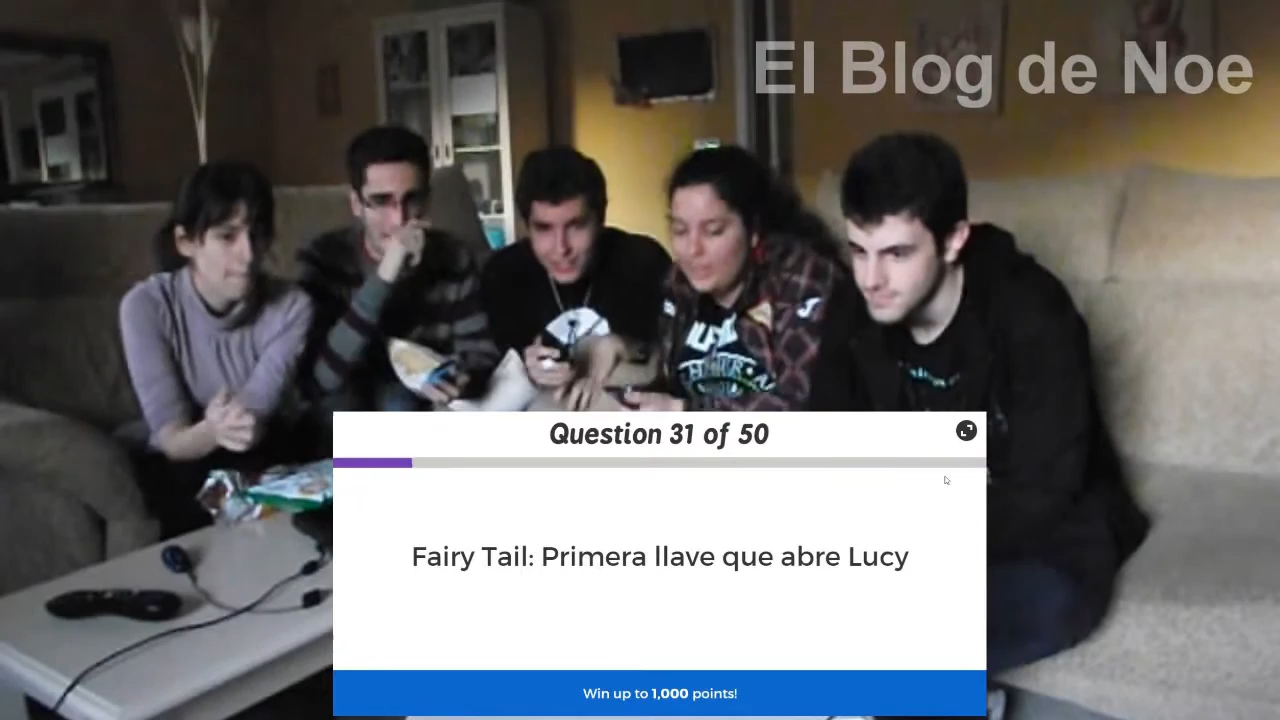 El Blog de Noe
Question 31 of 50
Fairy Tail: Primera llave que abre Lucy
Win up to 1,000 points!